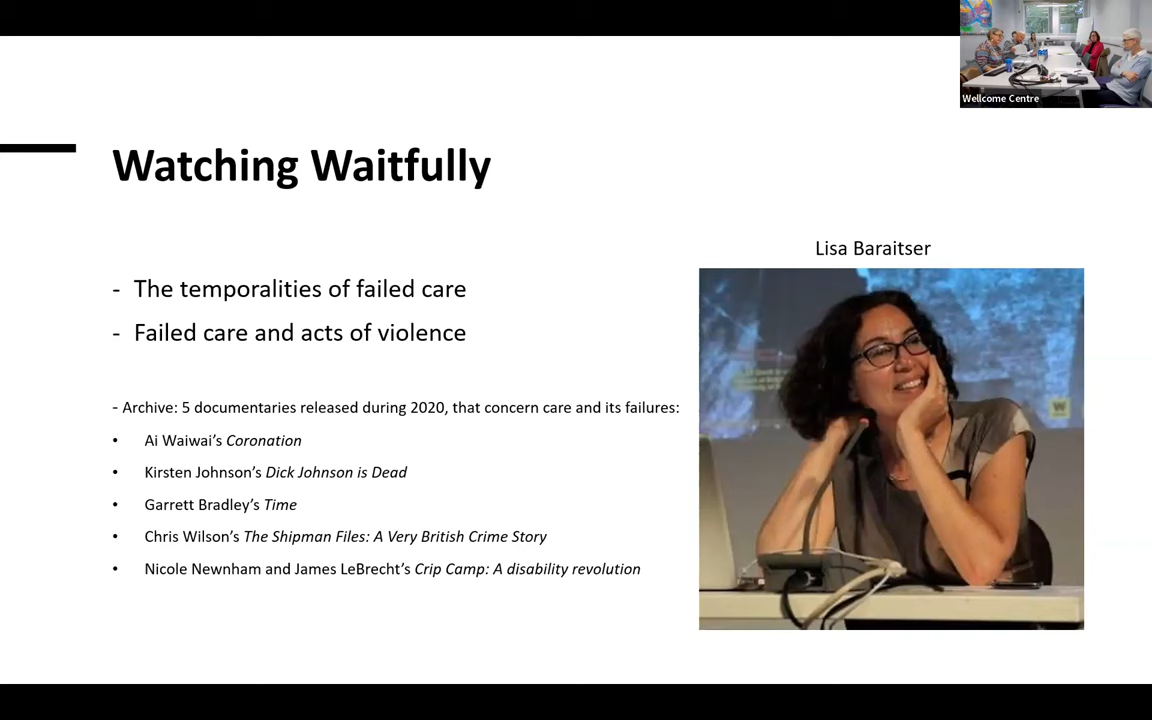 Wellcome Centre
Watching Waitfully
Lisa Baraitser
- The temporalities of failed care
- Failed care and acts of violence
- Archive: 5 documentaries released during 2020, that concern care and its failures:
• Ai Waiwai’s Coronation
• Kirsten Johnson’s Dick Johnson is Dead
• Garrett Bradley’s Time
• Chris Wilson’s The Shipman Files: A Very British Crime Story
• Nicole Newnham and James LeBrecht’s Crip Camp: A disability revolution